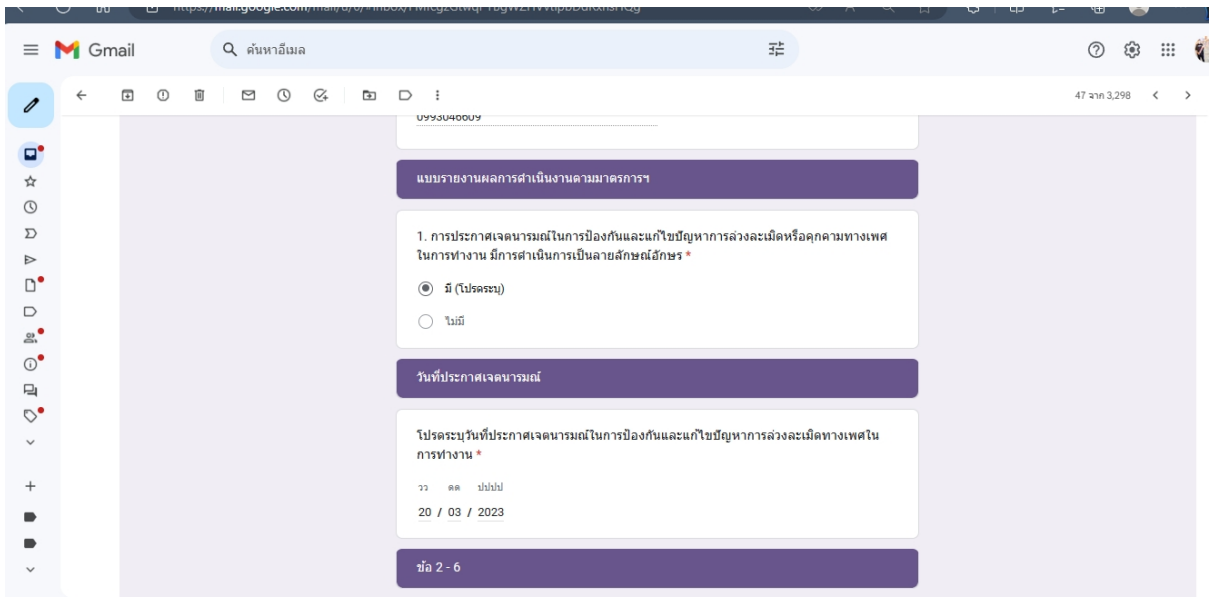 Gmail
ค้นหาอีเมล
47 จาก 3,298
0993046609
แบบรายงานผลการดำเนินงานตามมาตรการฯ
1. การประกาศเจตนารมณ์ในการป้องกันและแก้ไขปัญหาการล่วงละเมิดหรือคุกคามทางเพศ
ในการทำงาน มีการดำเนินการเป็นลายลักษณ์อักษร *
มี (โปรดระบุ)
ไม่มี
วันที่ประกาศเจตนารมณ์
โปรดระบุวันที่ประกาศเจตนารมณ์ในการป้องกันและแก้ไขปัญหาการล่วงละเมิดทางเพศใน
การทำงาน *
วว ดด ปปปป
20 / 03 / 2023
ข้อ 2 - 6